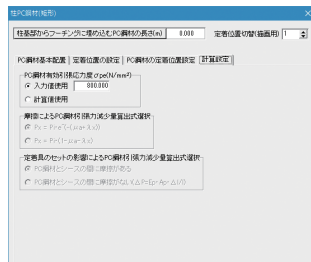 柱PC鋼材(矩形)
柱基部からフーチングに埋め込むPC鋼材の長さ(m) 0.000 定着位置切替(描画用) 1
PC鋼材基本配置 定着位置の設定 PC鋼材の定着位置設定 計算設定
PC鋼材有効引張応力度σpe(N/mm²)
入力値使用 800.000
計算値使用
摩擦によるPC鋼材引張力減少量算出式選択
Px = P・e^(-(μα+λx))
Px = P・(1-(μα+λx))
定着具のセットの影響によるPC鋼材引張力減少量算出式選択
PC鋼材とシースの間に摩擦がある
PC鋼材とシースの間に摩擦がない(ΔP=Ep・Ap・Δl/l)